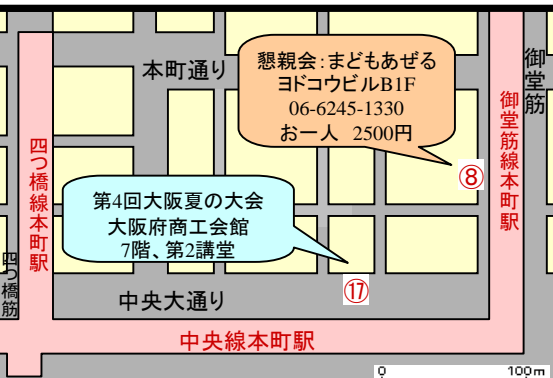 本町通り
懇親会：まどもあぜる
ヨドコウビルB1F
06-6245-1330
お一人 2500円
御堂筋
四つ橋線本町駅
御堂筋線本町駅
⑧
第4回大阪夏の大会
大阪府商工会館
7階、第2講堂
四つ橋筋
⑰
中央大通り
中央線本町駅
0 100m